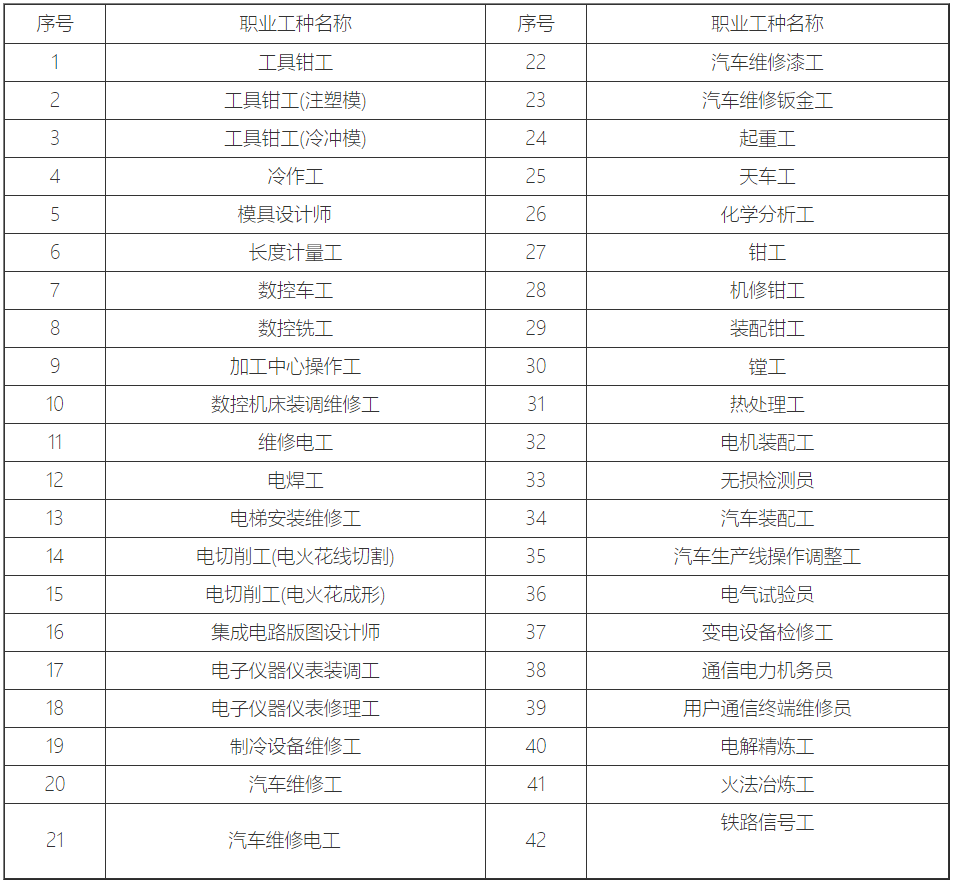 序号 职业工种名称 序号 职业工种名称
1 工具钳工 22 汽车维修漆工
2 工具钳工(注塑模) 23 汽车维修钣金工
3 工具钳工(冷冲模) 24 起重工
4 冷作工 25 天车工
5 模具设计师 26 化学分析工
6 长度计量工 27 钳工
7 数控车工 28 机修钳工
8 数控铣工 29 装配钳工
9 加工中心操作工 30 镗工
10 数控机床装调维修工 31 热处理工
11 维修电工 32 电机装配工
12 电焊工 33 无损检测员
13 电梯安装维修工 34 汽车装配工
14 电切削工(电火花线切割) 35 汽车生产线操作调整工
15 电切削工(电火花成形) 36 电气试验员
16 集成电路版图设计师 37 变电设备检修工
17 电子仪器仪表装调工 38 通信电力机务员
18 电子仪器仪表修理工 39 用户通信终端维修员
19 制冷设备维修工 40 电解精炼工
20 汽车维修工 41 火法冶炼工
21 汽车维修电工 42 铁路信号工